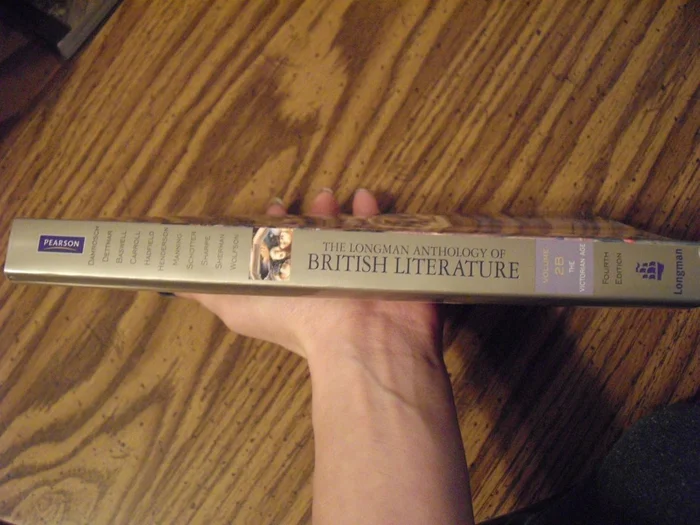 PEARSON
DAMROSCH
DETTMAR
BASWELL
CARROLL
HADFIELD
HENDERSON
MANNING
SCHOTTER
SHARPE
SHERMAN
WOLFSON
THE LONGMAN ANTHOLOGY OF
BRITISH LITERATURE
VOLUME
2B
THE
VICTORIAN AGE
FOURTH
EDITION
Longman